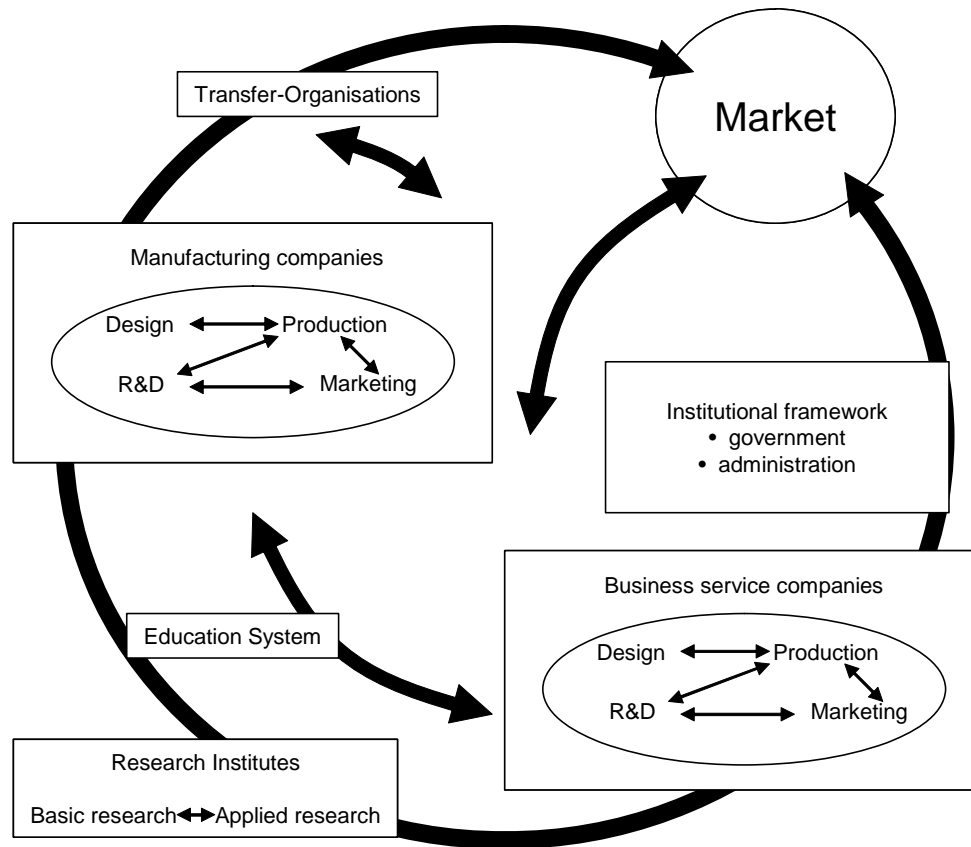 Transfer-Organisations
Market
Manufacturing companies
Design Production
R&D Marketing
Institutional framework
• government
• administration
Business service companies
Design Production
R&D Marketing
Education System
Research Institutes
Basic research Applied research